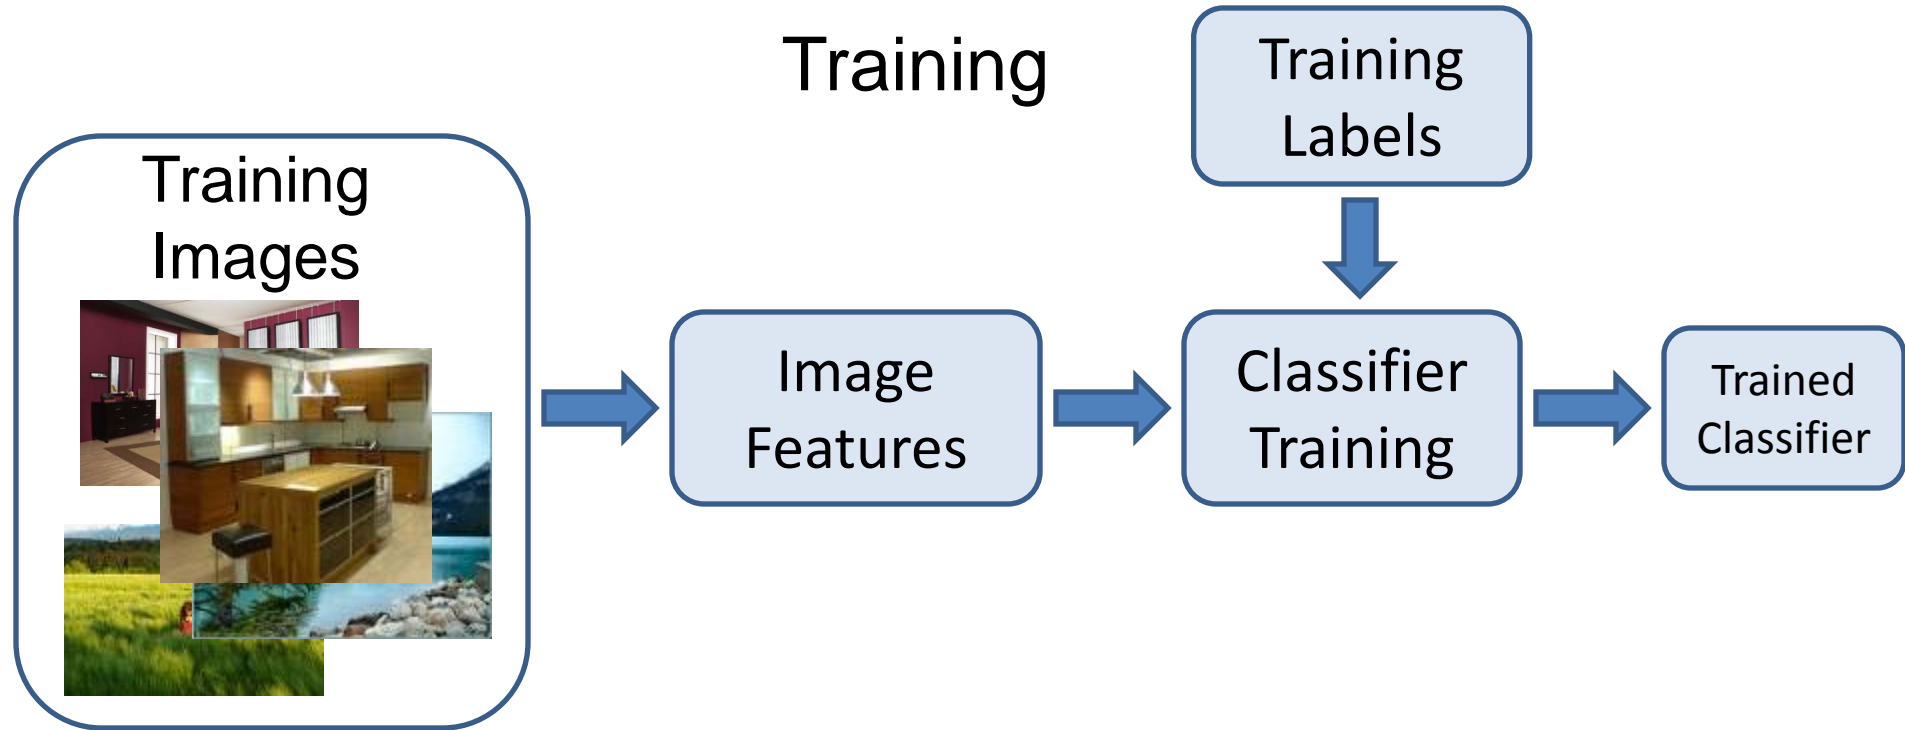 Training
Training
Labels
Training
Images
Image
Features
Classifier
Training
Trained
Classifier